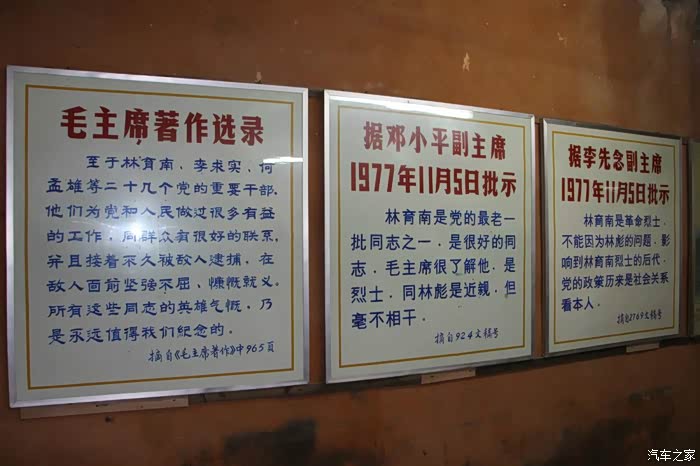 毛主席著作选录
至于林育南、李求实、何
孟雄等二十几个党的重要干部，
他们为党和人民做过很多有益
的工作，同群众有很好的联系，
并且接着不久被敌人逮捕，在
敌人面前坚强不屈，慷慨就义。
所有这些同志的英雄气慨，乃
是永远值得我们纪念的。
摘自《毛主席著作》中965页
据邓小平副主席
1977年11月5日批示
林育南是党的最老一
批同志之一，是很好的同
志，毛主席很了解他，是
烈士，同林彪是近亲，但
毫不相干。
摘自924文稿号
据李先念副主席
1977年11月5日批示
林育南是革命烈士，
不能因为林彪的问题，影
响到林育南烈士的后代，
党的政策历来是社会关系
看本人。
摘自2769文稿号
汽车之家